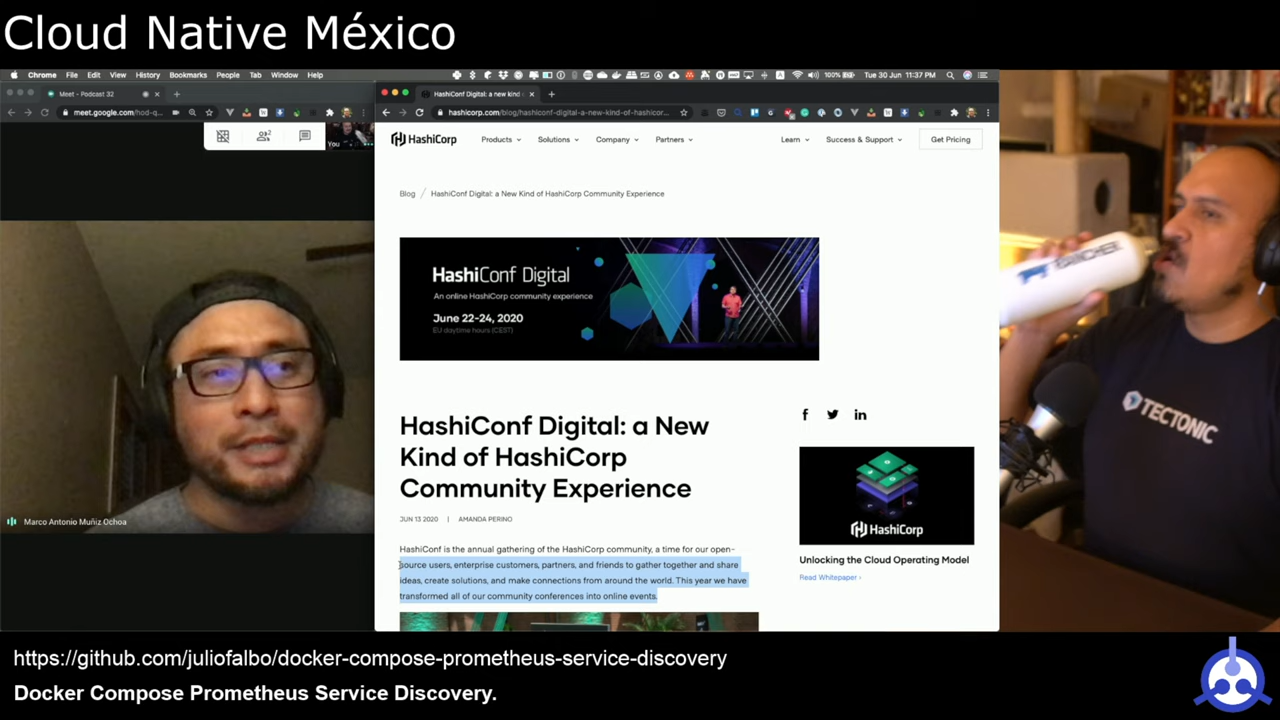 Cloud Native México
Chrome File Edit View History Bookmarks People Tab Window Help
100% Tue 30 Jun 11:37 PM
Meet - Podcast 32
HashiConf Digital: a new kind
meet.google.com/hod-q...
hashicorp.com/blog/hashiconf-digital-a-new-kind-of-hashicor...
You
HashiCorp
Products Solutions Company Partners Learn Success & Support Get Pricing
Blog / HashiConf Digital: a New Kind of HashiCorp Community Experience
HashiConf Digital
An online HashiCorp community experience
June 22-24, 2020
EU daytime hours (CEST)
HashiConf Digital: a New
Kind of HashiCorp
Community Experience
JUN 13 2020 | AMANDA PERINO
HashiConf is the annual gathering of the HashiCorp community, a time for our open-
source users, enterprise customers, partners, and friends to gather together and share
ideas, create solutions, and make connections from around the world. This year we have
transformed all of our community conferences into online events.
HashiCorp
Unlocking the Cloud Operating Model
Read Whitepaper ›
Marco Antonio Muñiz Ochoa
TECTONIC
https://github.com/juliofalbo/docker-compose-prometheus-service-discovery
Docker Compose Prometheus Service Discovery.